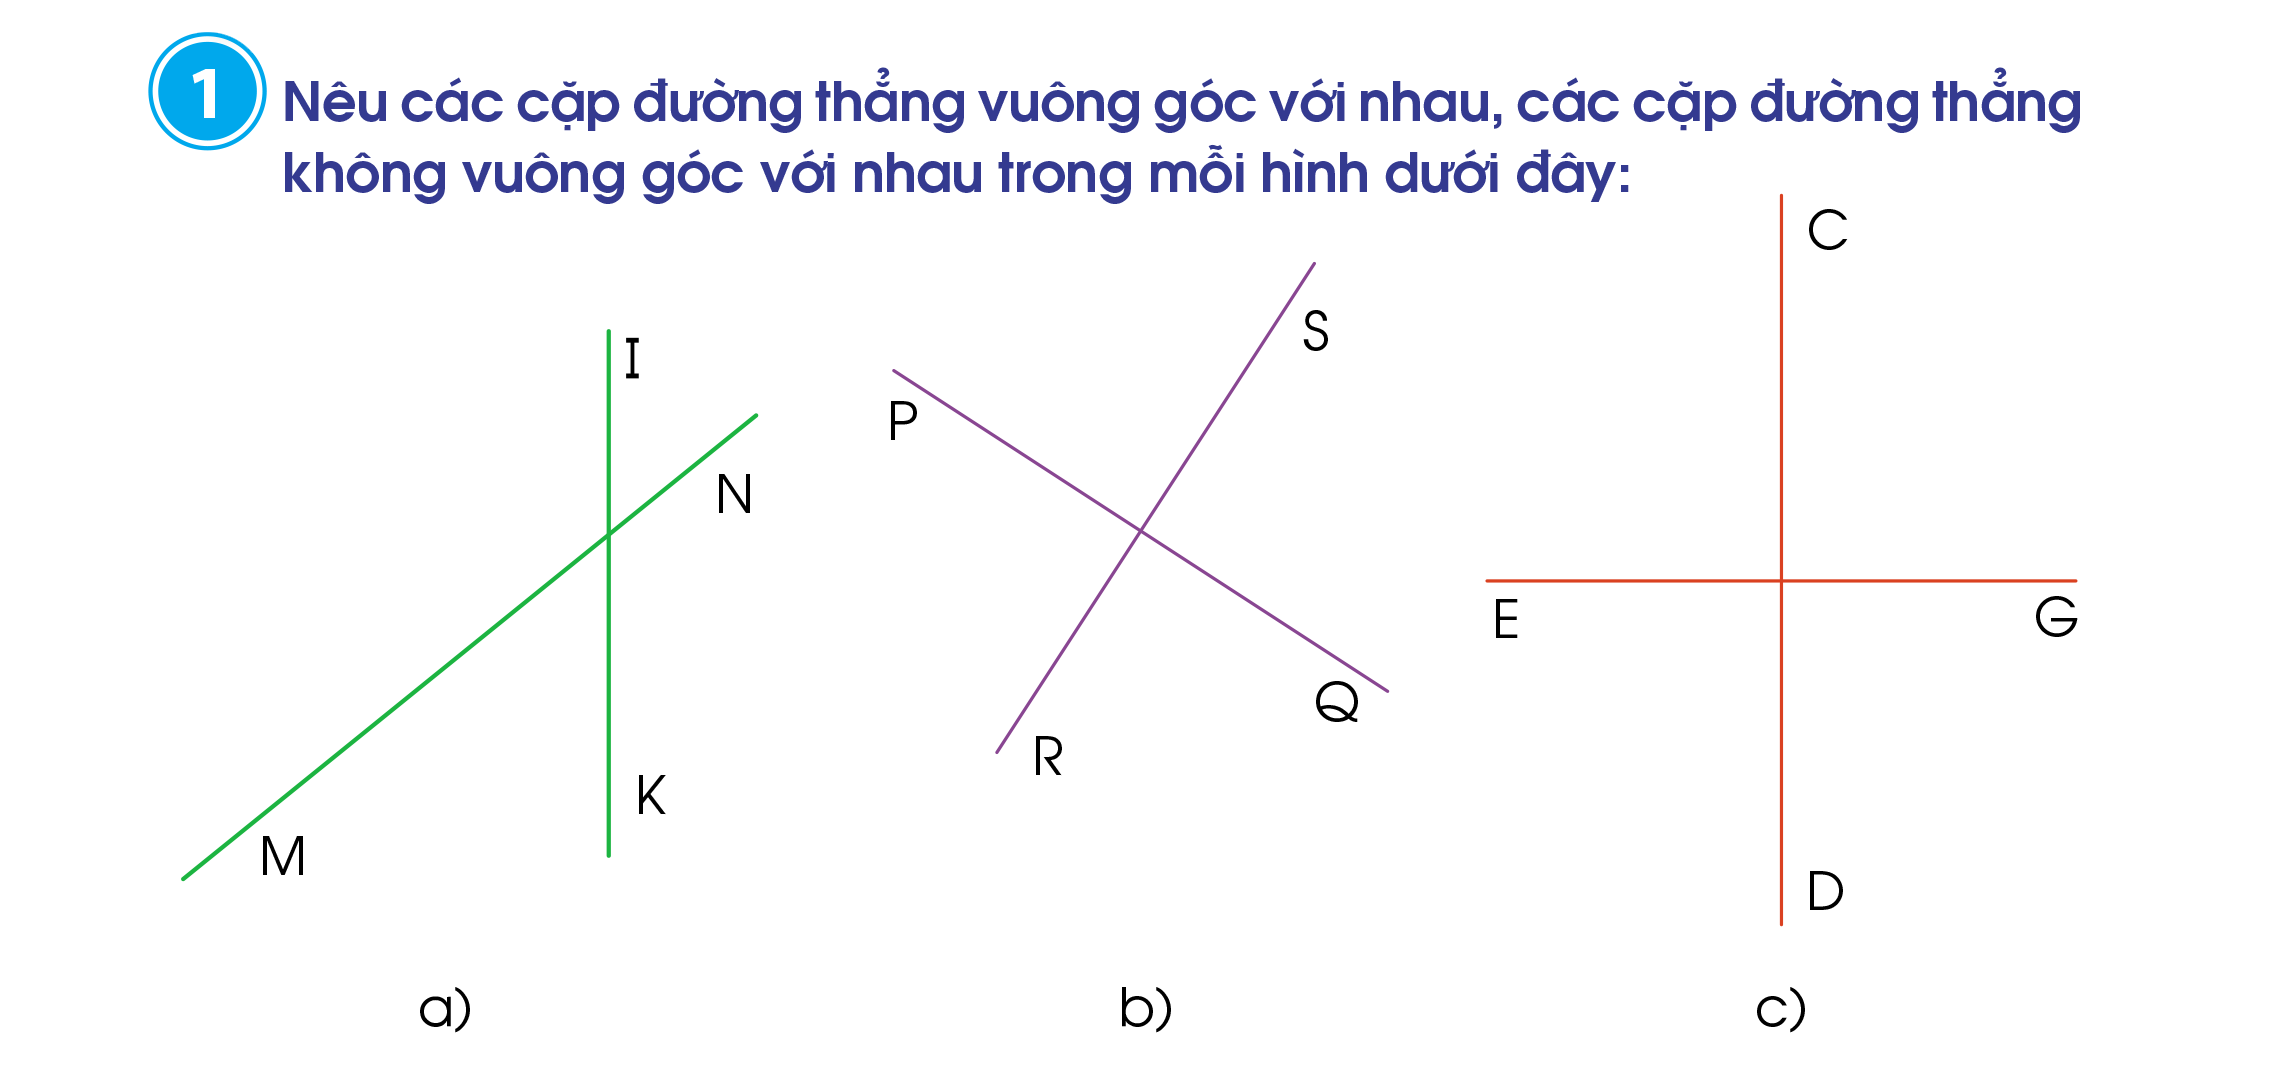 1 Nêu các cặp đường thẳng vuông góc với nhau, các cặp đường thẳng
không vuông góc với nhau trong mỗi hình dưới đây:
C
S
I
P
N
E
G
Q
R
K
M
D
a) b) c)